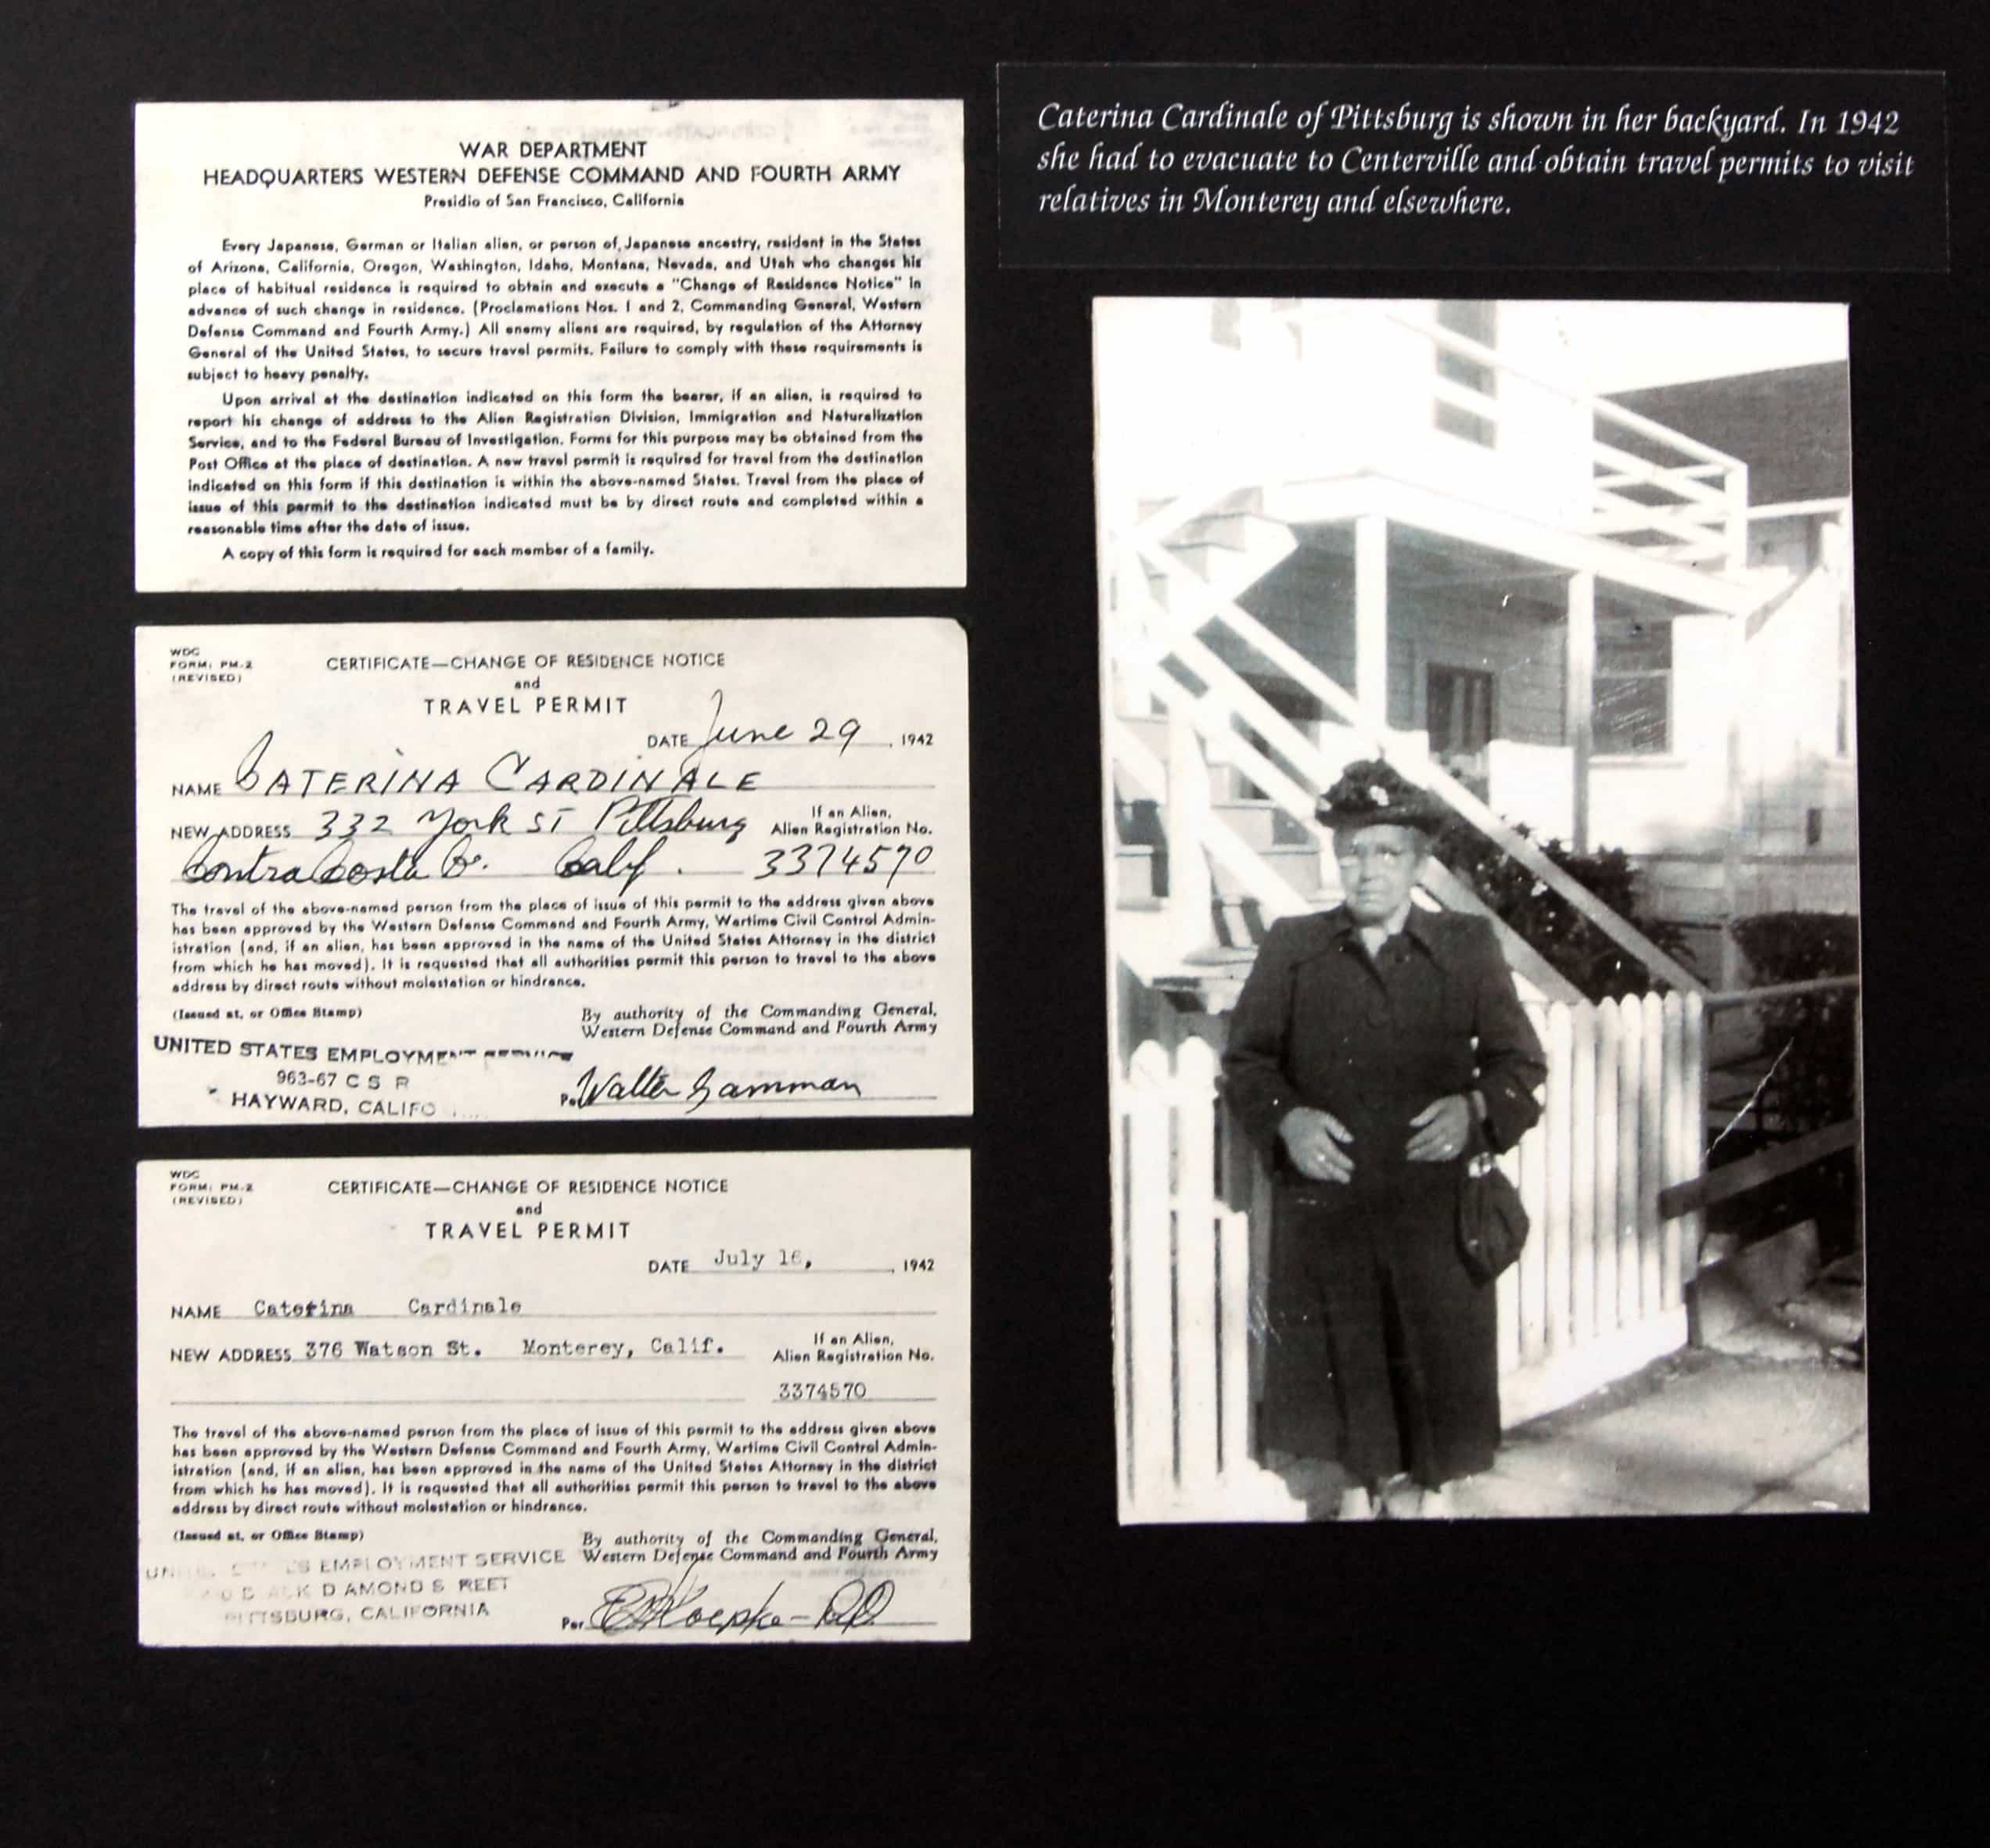 WAR DEPARTMENT
HEADQUARTERS WESTERN DEFENSE COMMAND AND FOURTH ARMY
Presidio of San Francisco, California
Every Japanese, German or Italian alien, or person of Japanese ancestry, resident in the States
of Arizona, California, Oregon, Washington, Idaho, Montana, Nevada, and Utah who changes his
place of habitual residence is required to obtain and execute a "Change of Residence Notice" in
advance of such change in residence. (Proclamations Nos. 1 and 2, Commanding General, Western
Defense Command and Fourth Army.) All enemy aliens are required, by regulation of the Attorney
General of the United States, to secure travel permits. Failure to comply with these requirements is
subject to heavy penalty.
Upon arrival at the destination indicated on this form the bearer, if an alien, is required to
report his change of address to the Alien Registration Division, Immigration and Naturalization
Service, and to the Federal Bureau of Investigation. Forms for this purpose may be obtained from the
Post Office at the place of destination. A new travel permit is required for travel from the destination
indicated on this form if this destination is within the above-named States. Travel from the place of
issue of this permit to the destination indicated must be by direct route and completed within a
reasonable time after the date of issue.
A copy of this form is required for each member of a family.
WDC
FORM: PM-2
(REVISED)
CERTIFICATE—CHANGE OF RESIDENCE NOTICE
and
TRAVEL PERMIT
DATE June 29, 1942
NAME CATERINA CARDINALE
NEW ADDRESS 332 York ST Pittsburg
If an Alien,
Alien Registration No.
Contra Costa Co. Calif. 3374570
The travel of the above-named person from the place of issue of this permit to the address given above
has been approved by the Western Defense Command and Fourth Army, Wartime Civil Control Admin-
istration (and, if an alien, has been approved in the name of the United States Attorney in the district
from which he has moved). It is requested that all authorities permit this person to travel to the above
address by direct route without molestation or hindrance.
(Issued at, or Office Stamp)
By authority of the Commanding General,
Western Defense Command and Fourth Army
UNITED STATES EMPLOYMENT SERVICE
963-67 C S R
HAYWARD, CALIFO
Per Walter Gamman
WDC
FORM: PM-2
(REVISED)
CERTIFICATE—CHANGE OF RESIDENCE NOTICE
and
TRAVEL PERMIT
DATE July 16, , 1942
NAME Caterina Cardinale
NEW ADDRESS 376 Watson St. Monterey, Calif.
If an Alien,
Alien Registration No.
3374570
The travel of the above-named person from the place of issue of this permit to the address given above
has been approved by the Western Defense Command and Fourth Army, Wartime Civil Control Admin-
istration (and, if an alien, has been approved in the name of the United States Attorney in the district
from which he has moved). It is requested that all authorities permit this person to travel to the above
address by direct route without molestation or hindrance.
(Issued at, or Office Stamp)
By authority of the Commanding General,
Western Defense Command and Fourth Army
EMPLOYMENT SERVICE
PITTSBURG, CALIFORNIA
Per
Caterina Cardinale of Pittsburg is shown in her backyard. In 1942
she had to evacuate to Centerville and obtain travel permits to visit
relatives in Monterey and elsewhere.